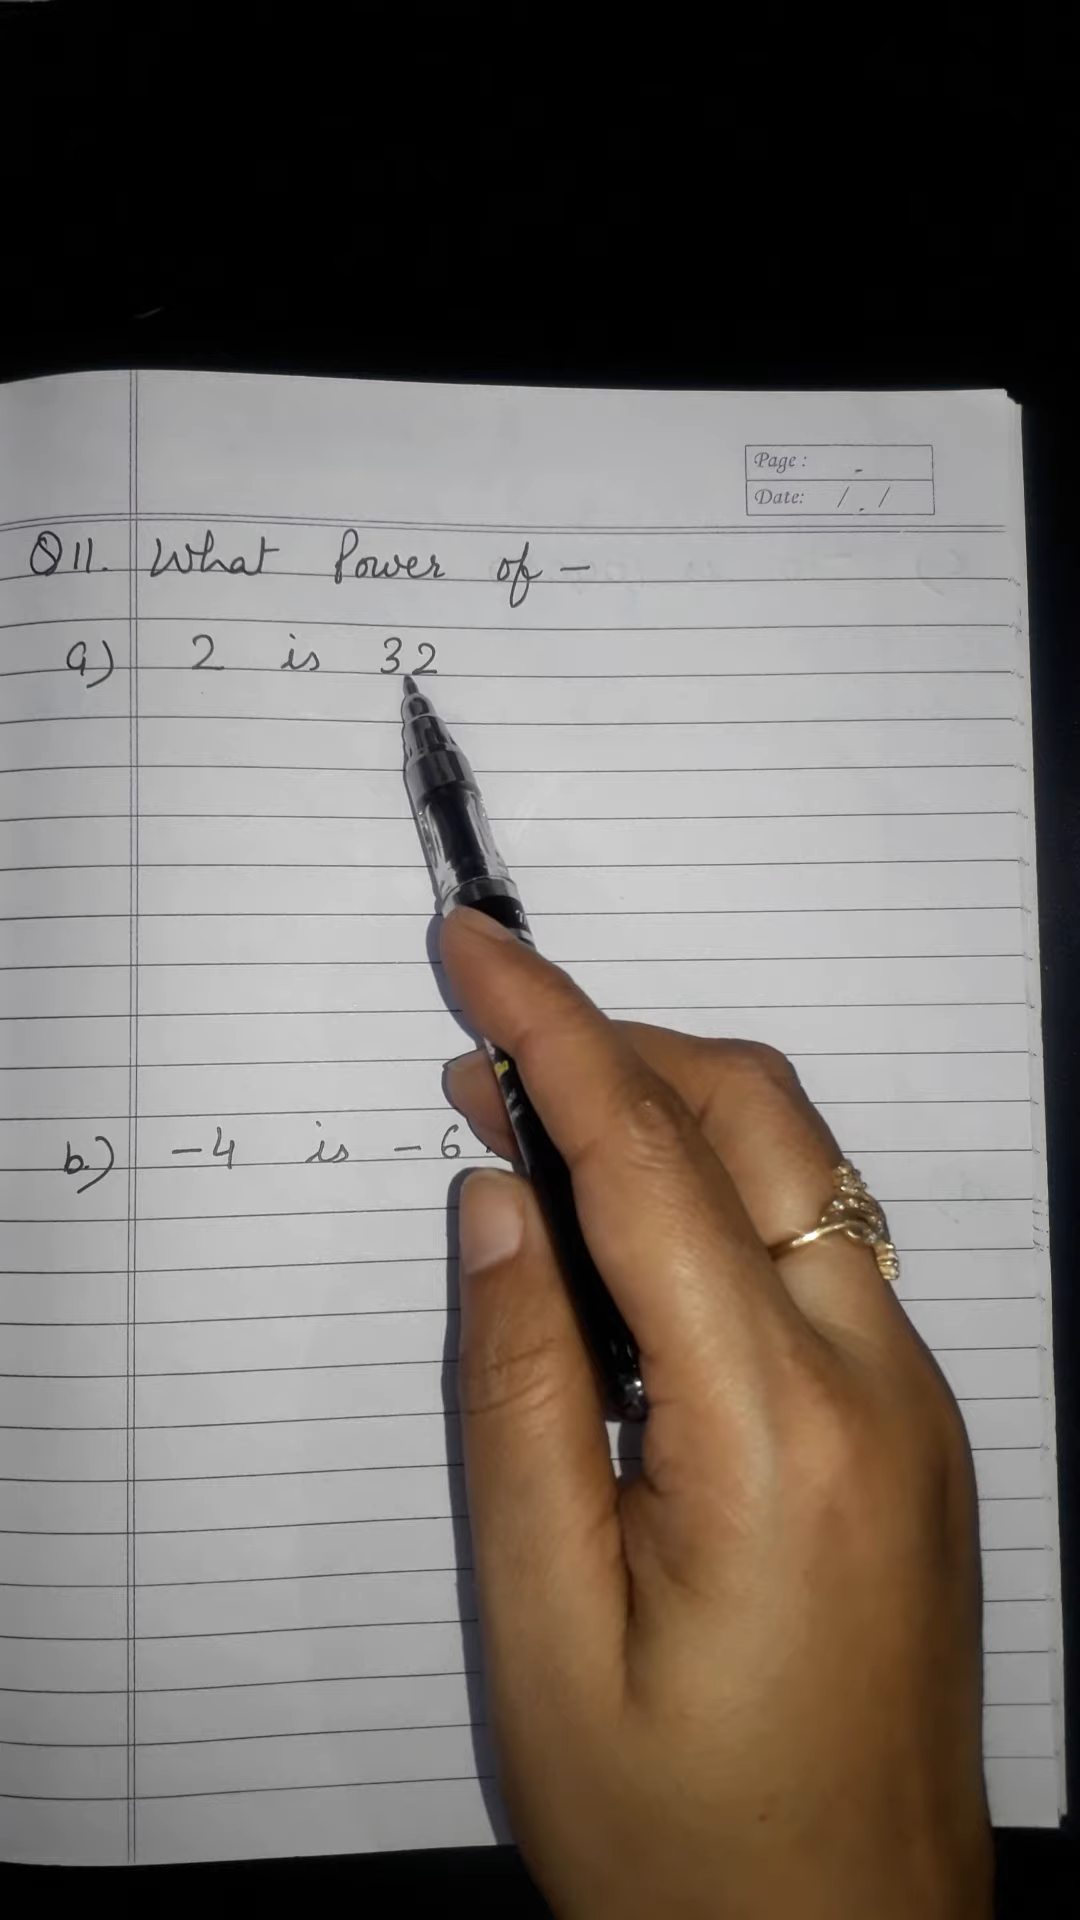 Page :
Date: / /
Q11. What Power of –
a) 2 is 32
b) –4 is –6